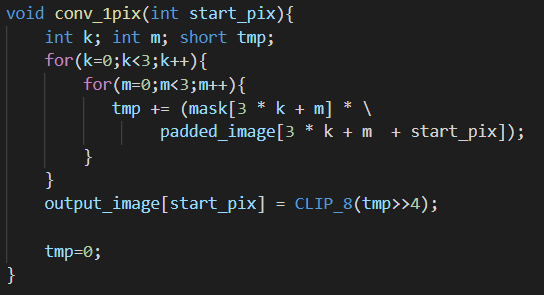 void conv_1pix(int start_pix){
    int k; int m; short tmp;
    for(k=0;k<3;k++){
        for(m=0;m<3;m++){
           tmp += (mask[3 * k + m] * \
                padded_image[3 * k + m  + start_pix]);
        }
    }
    output_image[start_pix] = CLIP_8(tmp>>4);

    tmp=0;
}